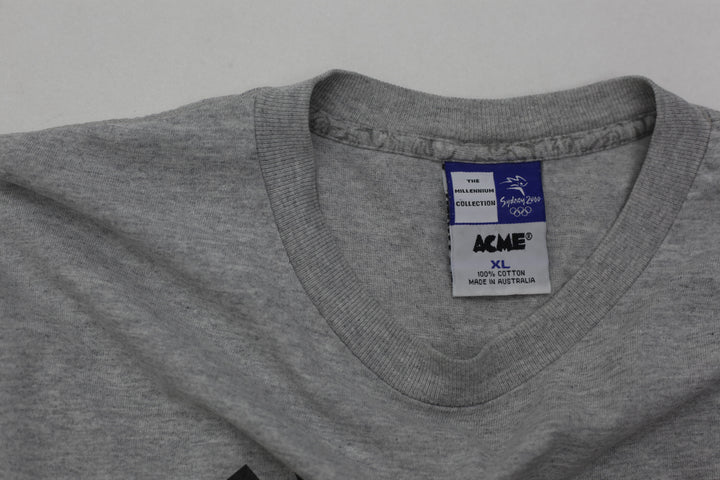 THE
MILLENNIUM
COLLECTION
Sydney 2000
ACME®
XL
100% COTTON
MADE IN AUSTRALIA